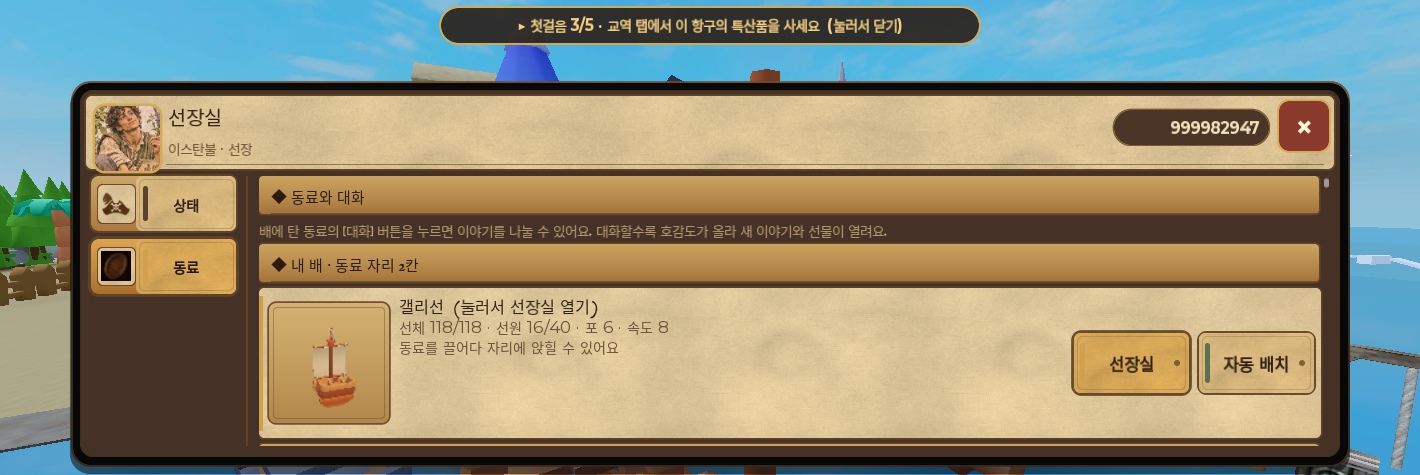 ▸ 첫걸음 3/5 · 교역 탭에서 이 항구의 특산품을 사세요 (눌러서 닫기)
선장실
이스탄불 · 선장
999982947
×
상태
동료
◆ 동료와 대화
배에 탄 동료의 [대화] 버튼을 누르면 이야기를 나눌 수 있어요. 대화할수록 호감도가 올라 새 이야기와 선물이 열려요.
◆ 내 배 · 동료 자리 2칸
갤리선 (눌러서 선장실 열기)
선체 118/118 · 선원 16/40 · 포 6 · 속도 8
동료를 끌어다 자리에 앉힐 수 있어요
선장실
자동 배치